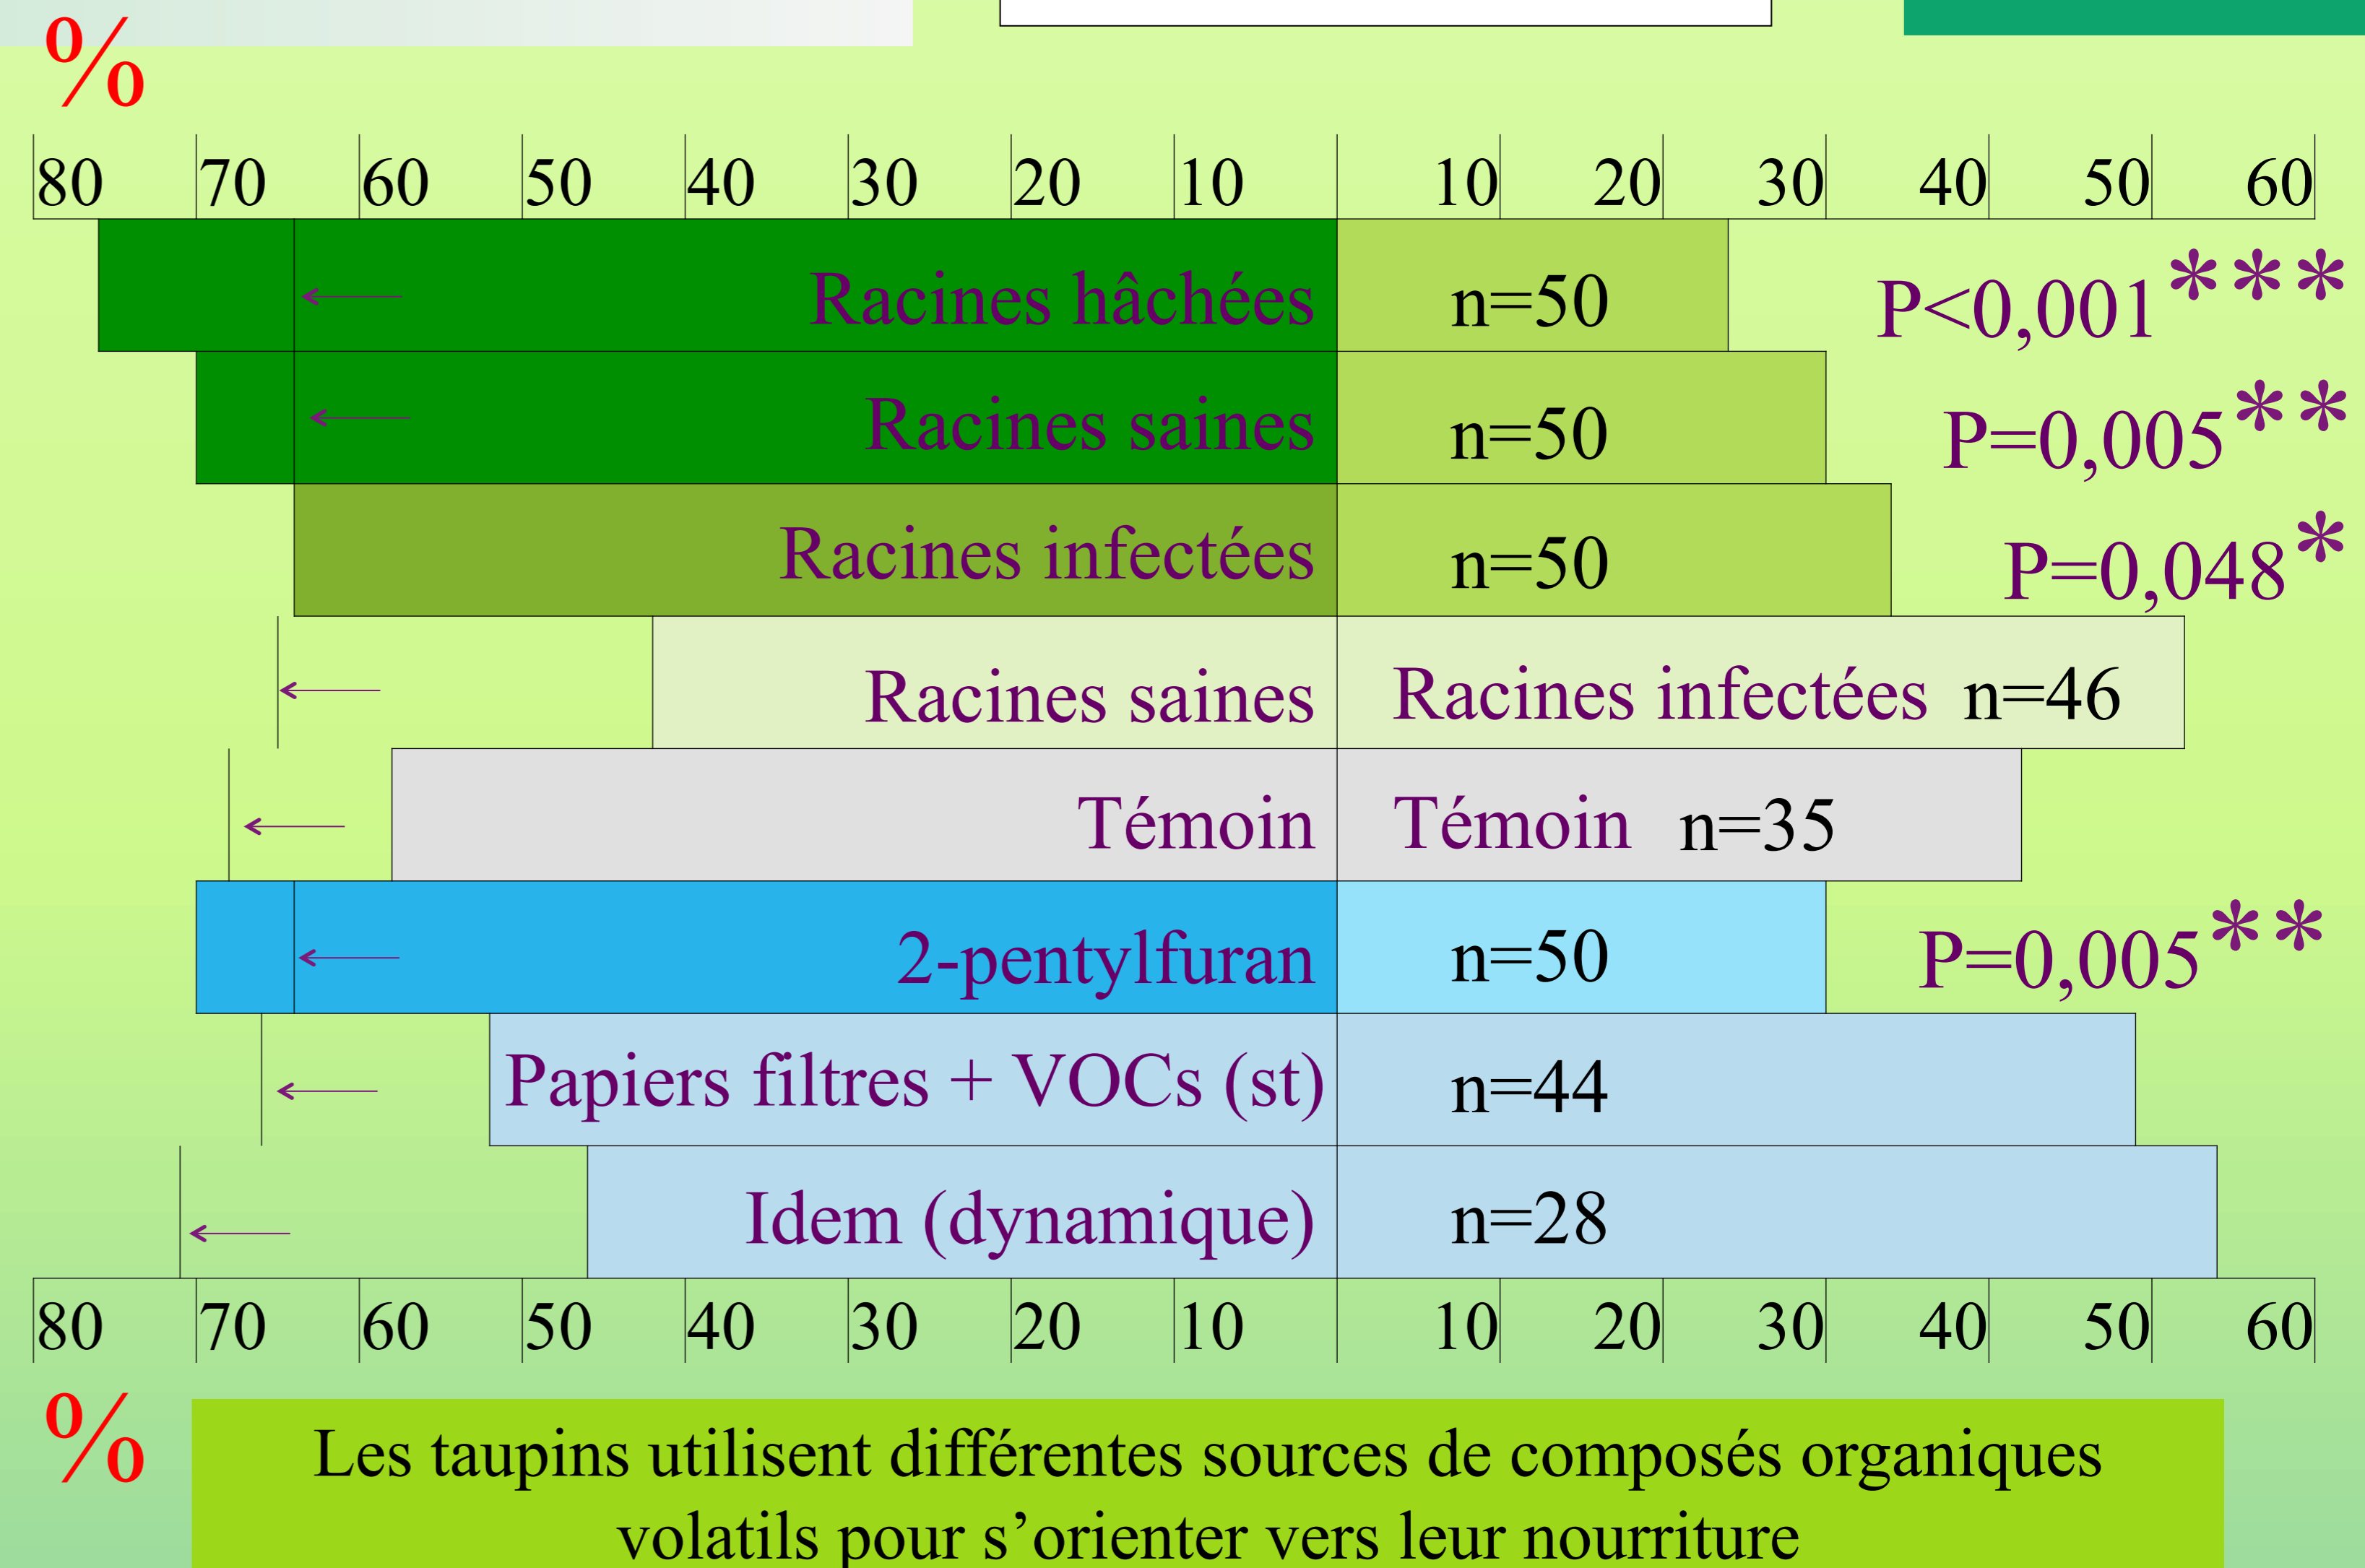 %
80 70 60 50 40 30 20 10 10 20 30 40 50 60
Racines hâchées n=50 P<0,001***
Racines saines n=50 P=0,005**
Racines infectées n=50 P=0,048*
Racines saines Racines infectées n=46
Témoin Témoin n=35
2-pentylfuran n=50 P=0,005**
Papiers filtres + VOCs (st) n=44
Idem (dynamique) n=28
80 70 60 50 40 30 20 10 10 20 30 40 50 60
%
Les taupins utilisent différentes sources de composés organiques
volatils pour s’orienter vers leur nourriture